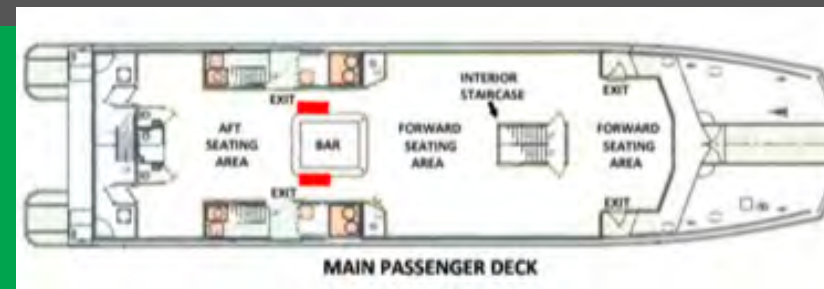 INTERIOR
STAIRCASE
EXIT
EXIT
AFT
SEATING
AREA
BAR
FORWARD
SEATING
AREA
FORWARD
SEATING
AREA
EXIT
EXIT
MAIN PASSENGER DECK